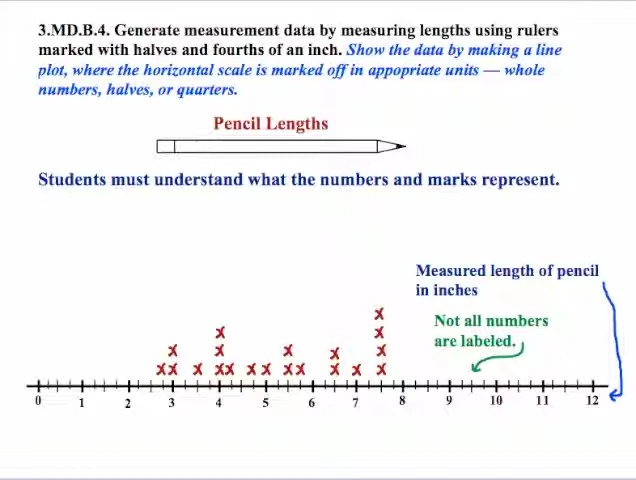 3.MD.B.4. Generate measurement data by measuring lengths using rulers
marked with halves and fourths of an inch. Show the data by making a line
plot, where the horizontal scale is marked off in appopriate units — whole
numbers, halves, or quarters.
Pencil Lengths
Students must understand what the numbers and marks represent.
Measured length of pencil
in inches
Not all numbers
are labeled.
X
X X
X X X X X
XX X XX X X XX X X X
0 1 2 3 4 5 6 7 8 9 10 11 12